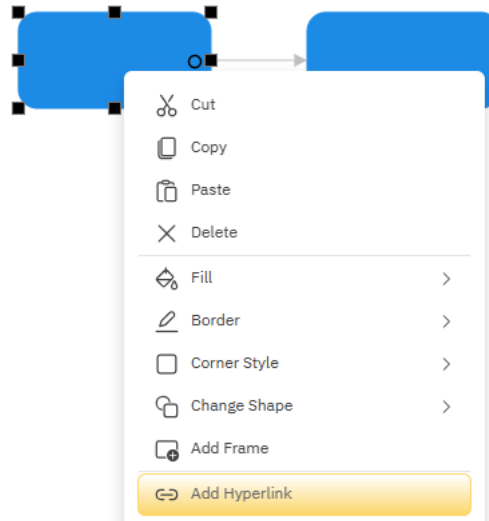 Cut
Copy
Paste
Delete
Fill
Border
Corner Style
Change Shape
Add Frame
Add Hyperlink